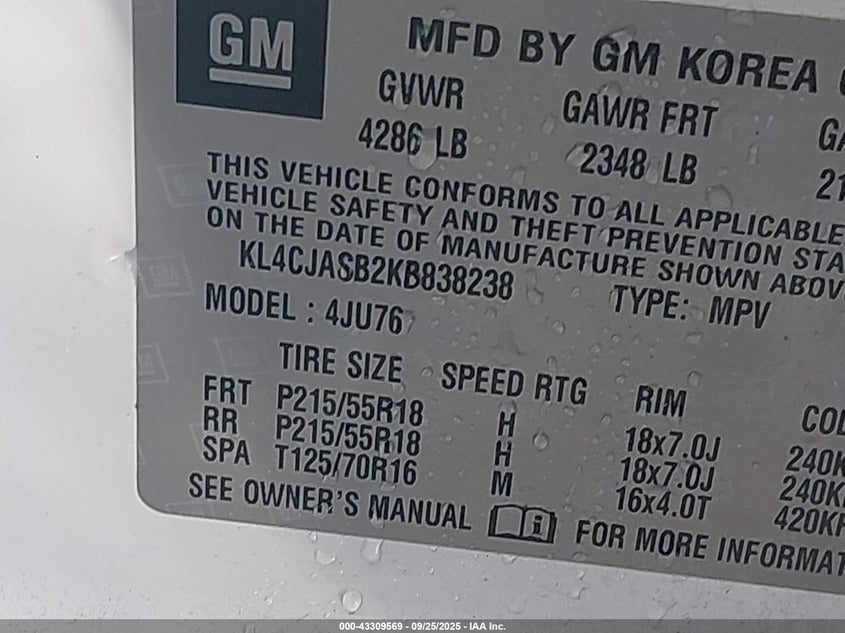 GM
MFD BY GM KOREA
GVWR GAWR FRT
4286 LB 2348 LB
THIS VEHICLE CONFORMS TO ALL APPLICABLE
VEHICLE SAFETY AND THEFT PREVENTION STA
ON THE DATE OF MANUFACTURE SHOWN ABOV
KL4CJASB2KB838238 TYPE: MPV
MODEL : 4JU76
TIRE SIZE SPEED RTG RIM
FRT P215/55R18 H 18x7.0J 240K
RR P215/55R18 H 18x7.0J 240K
SPA T125/70R16 M 16x4.0T 420K
SEE OWNER'S MANUAL FOR MORE INFORMAT
000-43309569 - 09/25/2025 - IAA Inc.